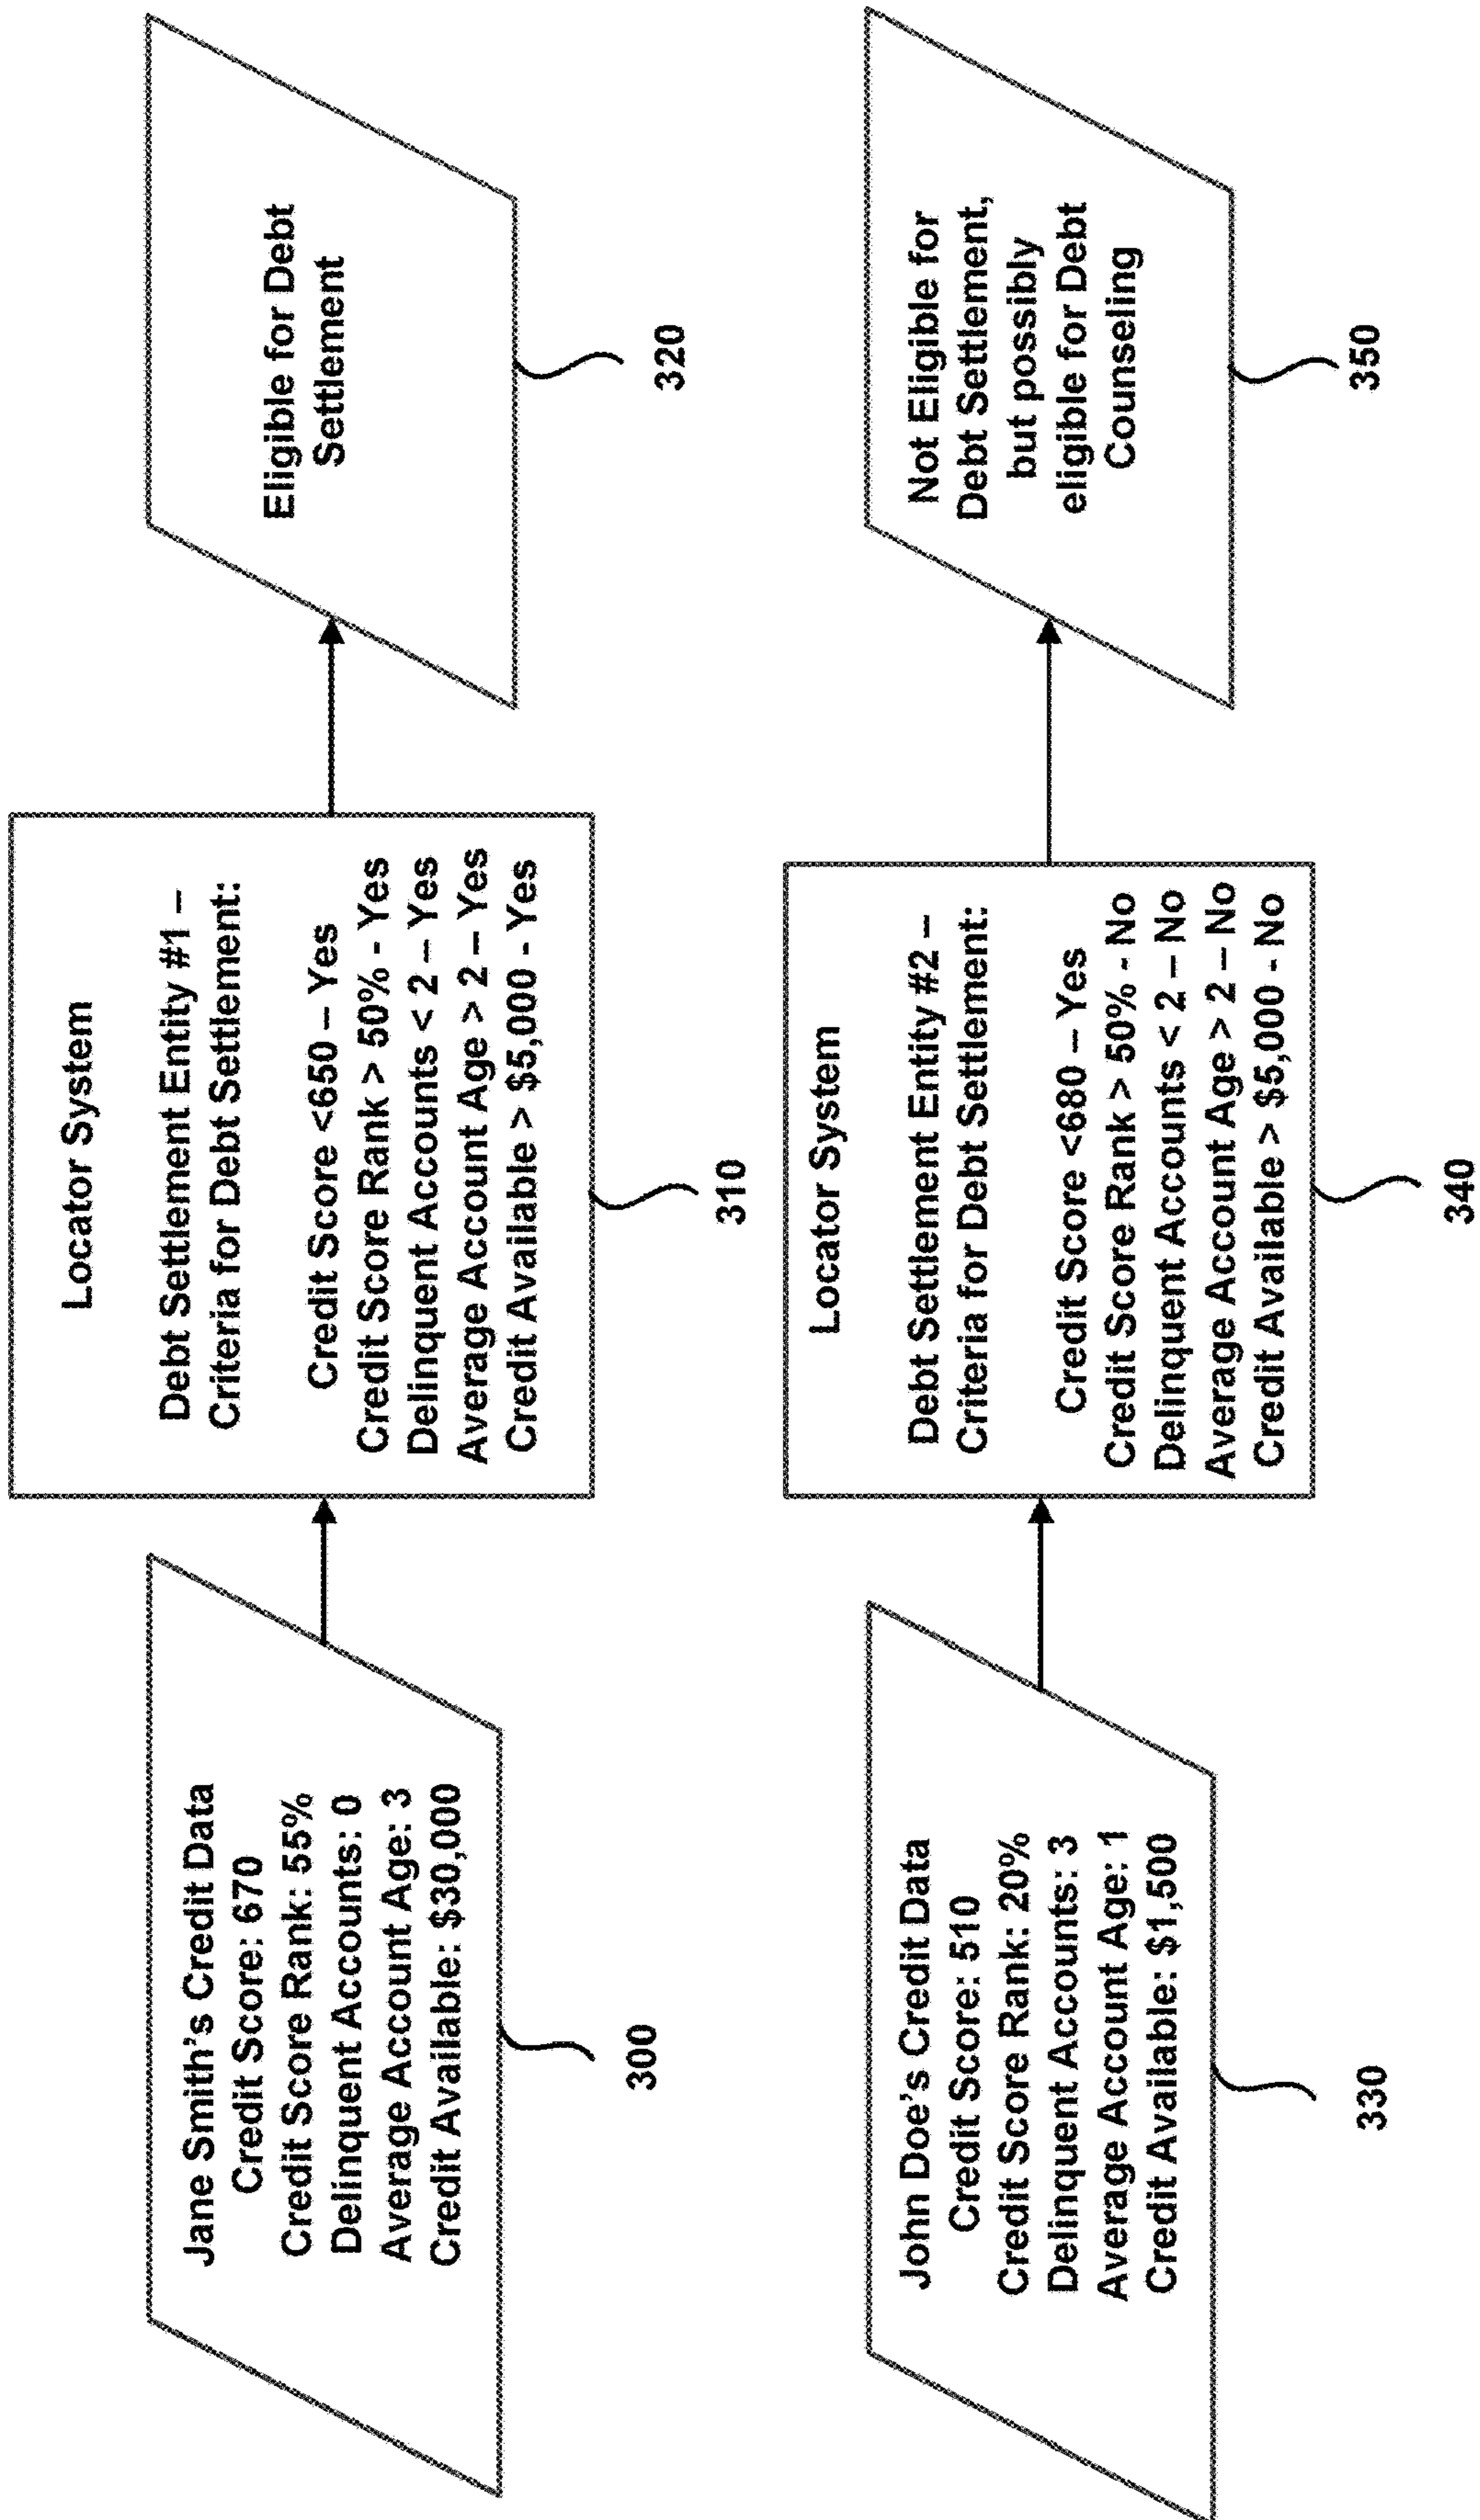 Jane Smith's Credit Data
Credit Score: 670
Credit Score Rank: 55%
Delinquent Accounts: 0
Average Account Age: 3
Credit Available: $30,000
300
Locator System
Debt Settlement Entity #1 –
Criteria for Debt Settlement:
Credit Score <650 – Yes
Credit Score Rank > 50% - Yes
Delinquent Accounts < 2 – Yes
Average Account Age > 2 – Yes
Credit Available > $5,000 - Yes
310
Eligible for Debt
Settlement
320
John Doe's Credit Data
Credit Score: 510
Credit Score Rank: 20%
Delinquent Accounts: 3
Average Account Age: 1
Credit Available: $1,500
330
Locator System
Debt Settlement Entity #2 –
Criteria for Debt Settlement:
Credit Score <680 – Yes
Credit Score Rank > 50% - No
Delinquent Accounts < 2 – No
Average Account Age > 2 – No
Credit Available > $5,000 - No
340
Not Eligible for
Debt Settlement,
but possibly
eligible for Debt
Counseling
350